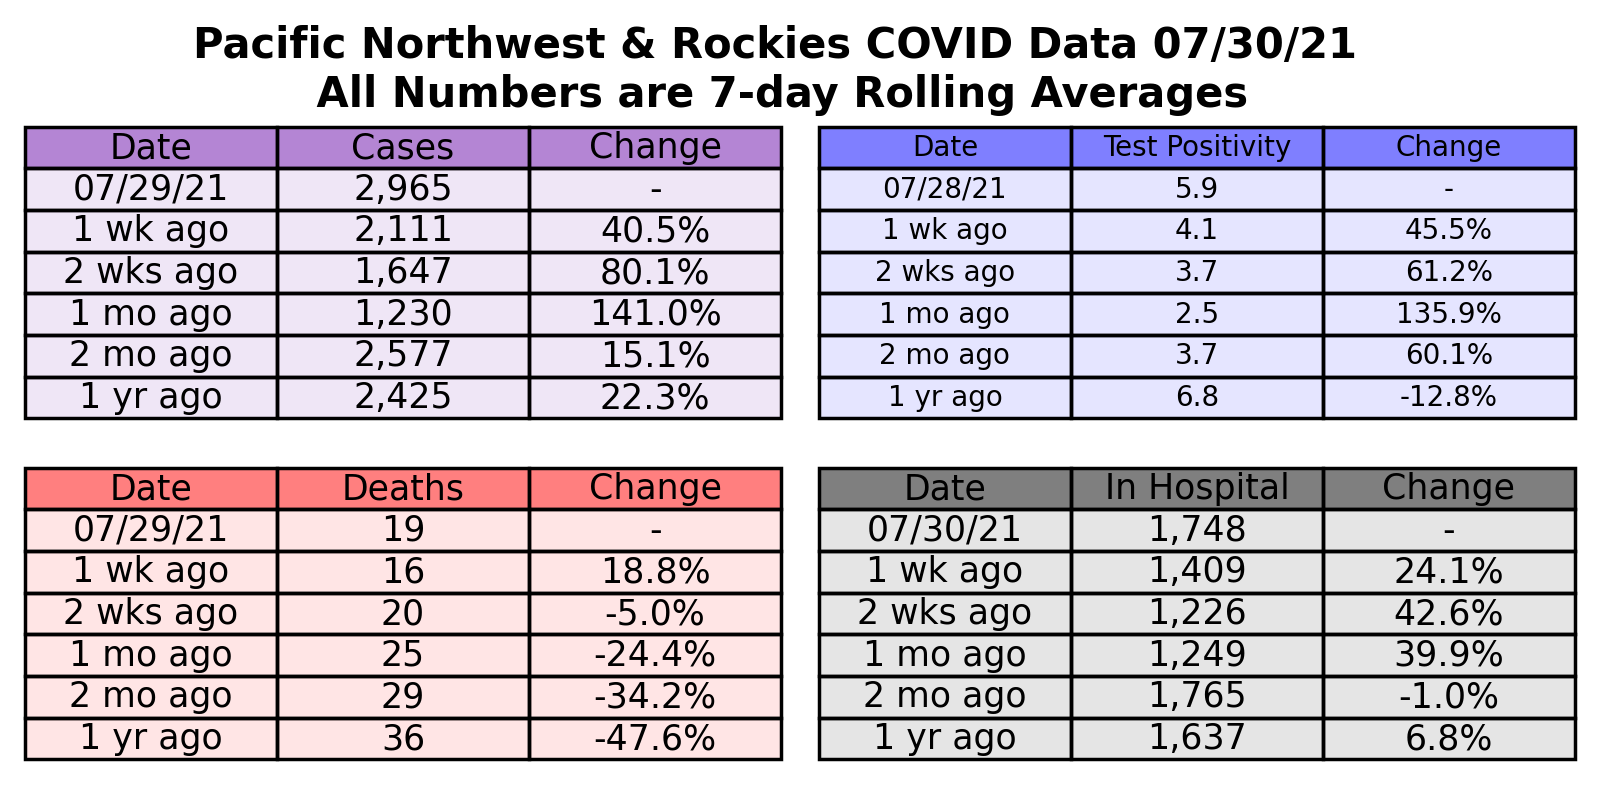 Pacific Northwest & Rockies COVID Data 07/30/21
All Numbers are 7-day Rolling Averages
Date Cases Change
07/29/21 2,965 -
1 wk ago 2,111 40.5%
2 wks ago 1,647 80.1%
1 mo ago 1,230 141.0%
2 mo ago 2,577 15.1%
1 yr ago 2,425 22.3%
Date Test Positivity Change
07/28/21 5.9 -
1 wk ago 4.1 45.5%
2 wks ago 3.7 61.2%
1 mo ago 2.5 135.9%
2 mo ago 3.7 60.1%
1 yr ago 6.8 -12.8%
Date Deaths Change
07/29/21 19 -
1 wk ago 16 18.8%
2 wks ago 20 -5.0%
1 mo ago 25 -24.4%
2 mo ago 29 -34.2%
1 yr ago 36 -47.6%
Date In Hospital Change
07/30/21 1,748 -
1 wk ago 1,409 24.1%
2 wks ago 1,226 42.6%
1 mo ago 1,249 39.9%
2 mo ago 1,765 -1.0%
1 yr ago 1,637 6.8%